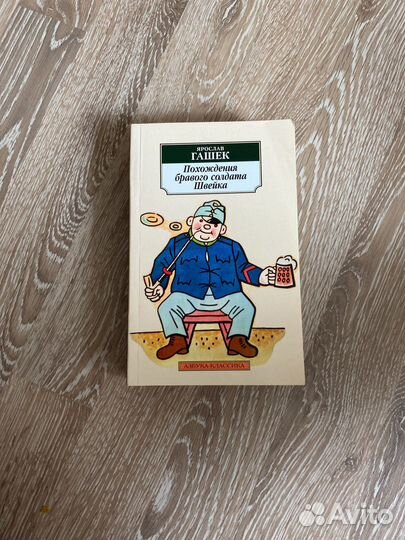 ЯРОСЛАВ
ГАШЕК
Похождения
бравого солдата
Швейка
АЗБУКА-КЛАССИКА
Avito